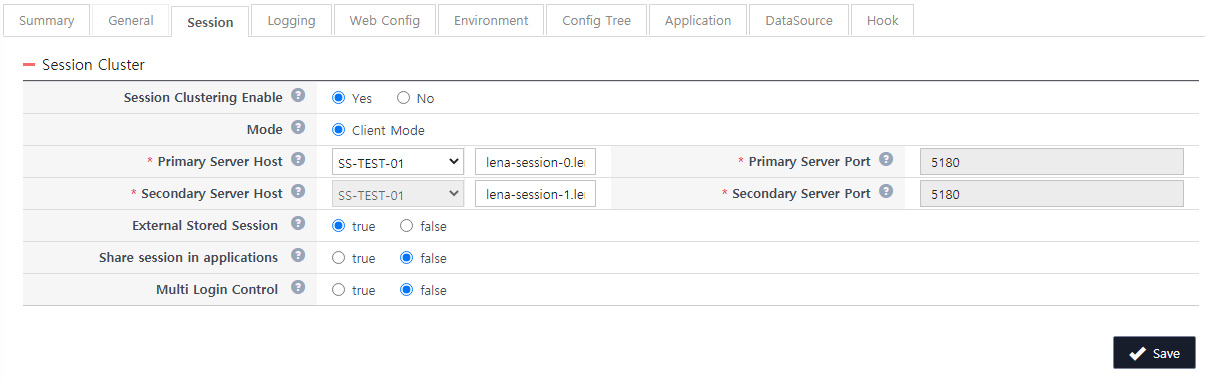 Summary General Session Logging Web Config Environment Config Tree Application DataSource Hook
Session Cluster
Session Clustering Enable ? Yes No
Mode ? Client Mode
* Primary Server Host ? SS-TEST-01 lena-session-0.le * Primary Server Port ? 5180
* Secondary Server Host ? SS-TEST-01 lena-session-1.le * Secondary Server Port ? 5180
External Stored Session ? true false
Share session in applications ? true false
Multi Login Control ? true false
Save